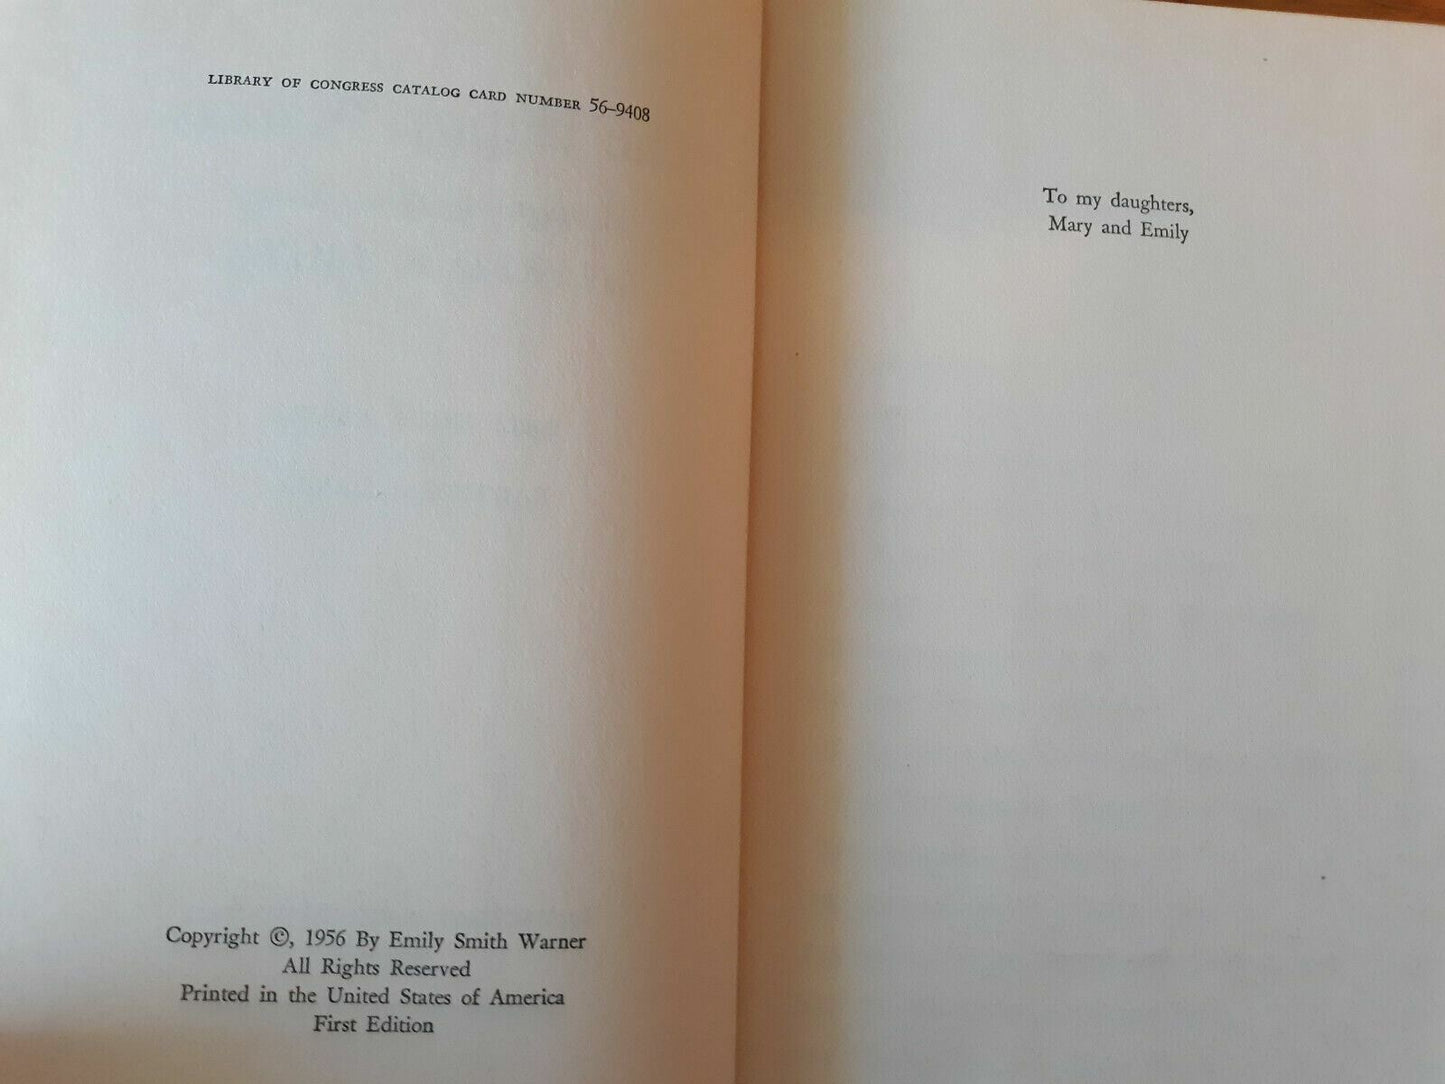 LIBRARY OF CONGRESS CATALOG CARD NUMBER 56–9408
Copyright ©, 1956 By Emily Smith Warner
All Rights Reserved
Printed in the United States of America
First Edition
To my daughters,
Mary and Emily